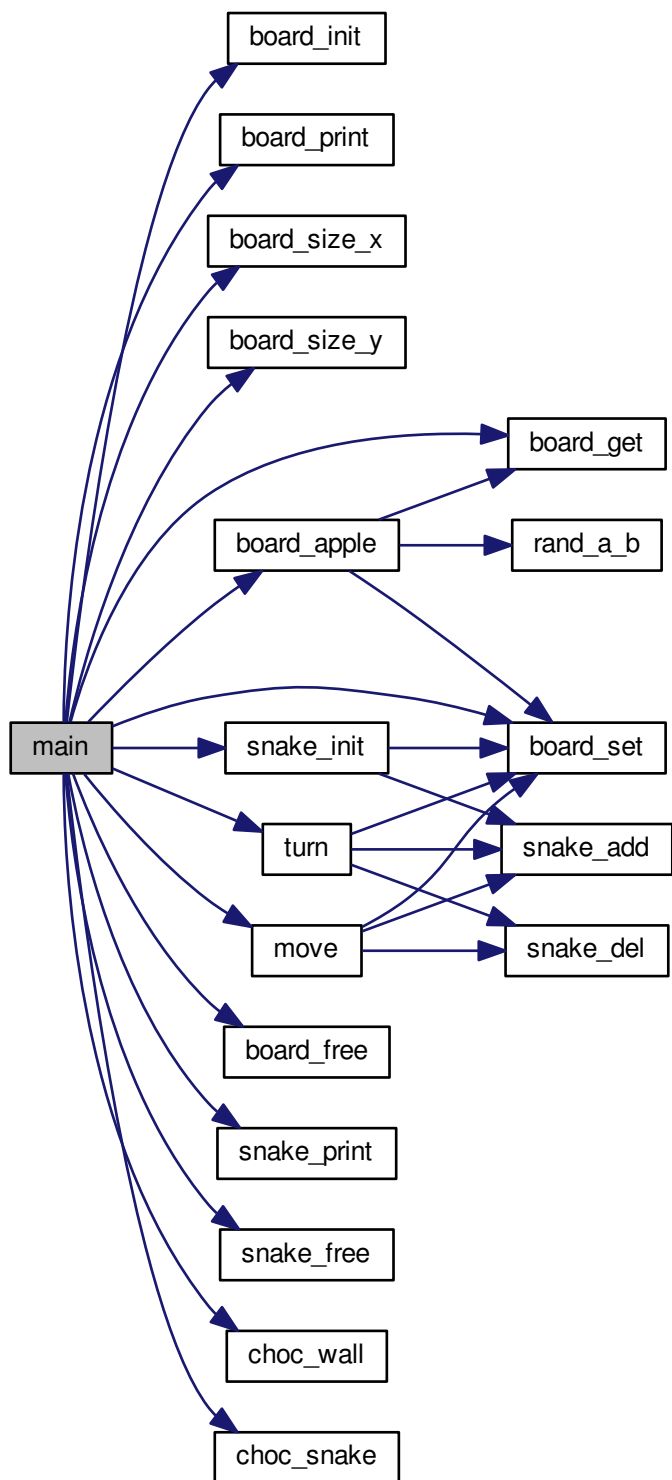 board_init
board_print
board_size_x
board_size_y
board_get
board_apple
rand_a_b
main
snake_init
board_set
turn
snake_add
move
snake_del
board_free
snake_print
snake_free
choc_wall
choc_snake